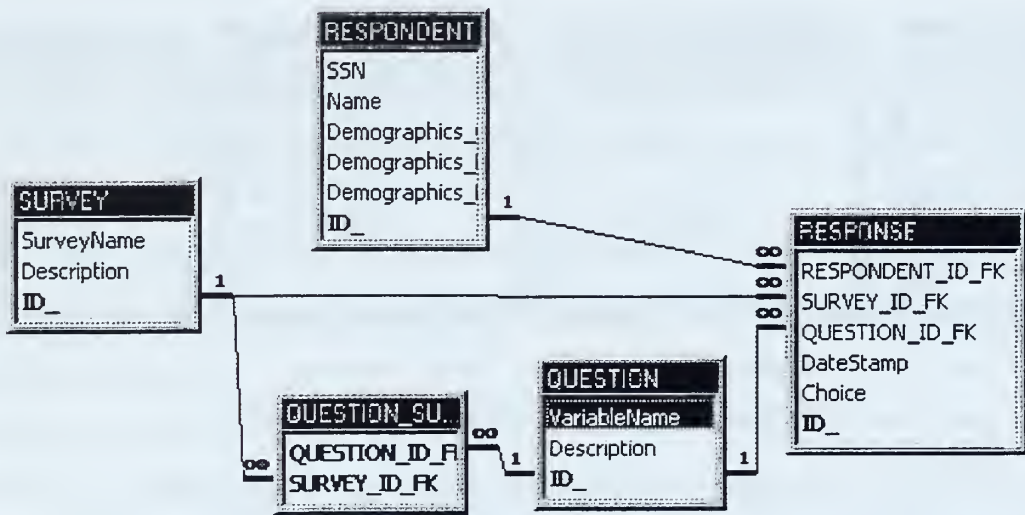 RESPONDENT
SSN
Name
Demographics_
Demographics_
Demographics_
ID_
SURVEY
SurveyName
Description
ID_
1
1
RESPONSE
RESPONDENT_ID_FK
SURVEY_ID_FK
QUESTION_ID_FK
DateStamp
Choice
ID_
∞
∞
∞
QUESTION_SU...
QUESTION_ID_F
SURVEY_ID_FK
∞
∞
1
QUESTION
VariableName
Description
ID_
1